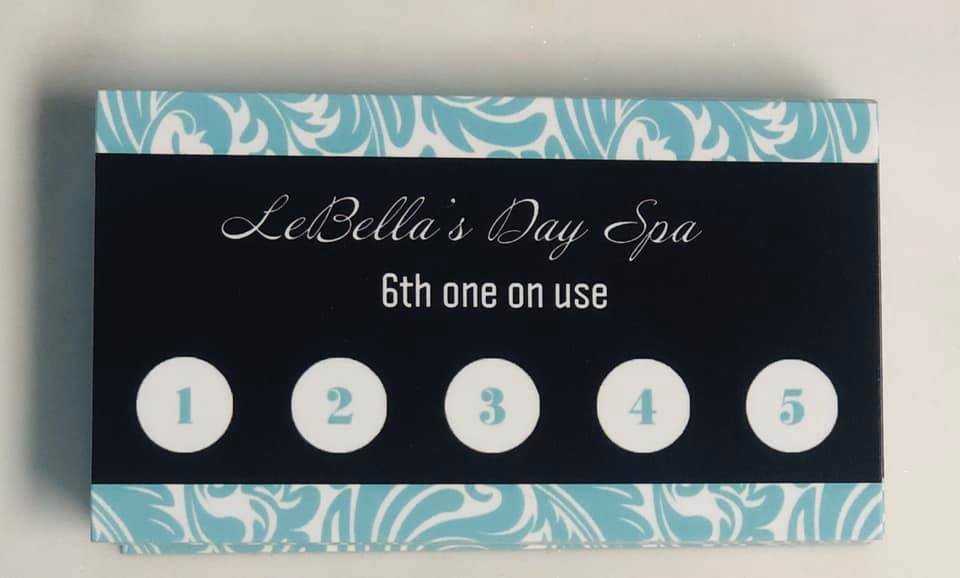 LeBella's Day Spa
6th one on use
1 2 3 4 5